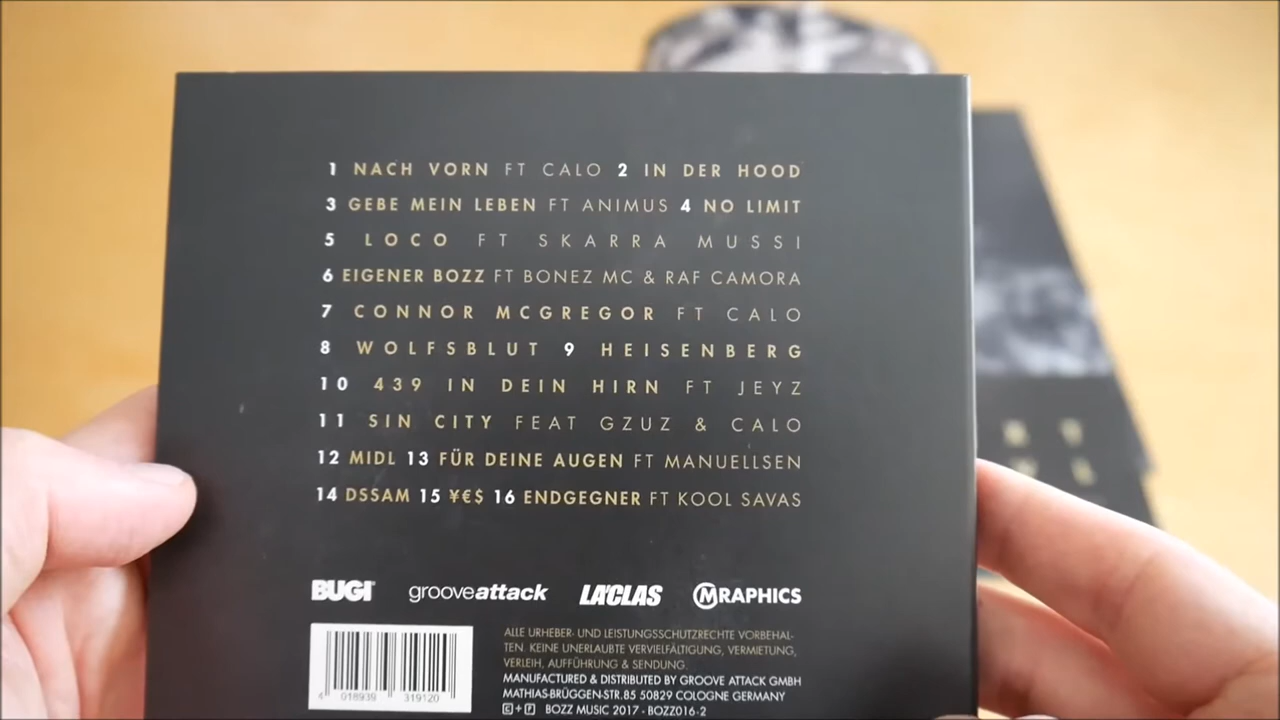 1 NACH VORN FT CALO 2 IN DER HOOD
3 GEBE MEIN LEBEN FT ANIMUS 4 NO LIMIT
5 LOCO FT SKARRA MUSSI
6 EIGENER BOZZ FT BONEZ MC & RAF CAMORA
7 CONNOR MCGREGOR FT CALO
8 WOLFSBLUT 9 HEISENBERG
10 439 IN DEIN HIRN FT JEYZ
11 SIN CITY FEAT GZUZ & CALO
12 MIDL 13 FÜR DEINE AUGEN FT MANUELLSEN
14 DSSAM 15 ¥€$ 16 ENDGEGNER FT KOOL SAVAS
BUGI grooveattack LA'CLAS MRAPHICS
ALLE URHEBER- UND LEISTUNGSSCHUTZRECHTE VORBEHAL-
TEN. KEINE UNERLAUBTE VERVIELFÄLTIGUNG, VERMIETUNG,
VERLEIH, AUFFÜHRUNG & SENDUNG.
MANUFACTURED & DISTRIBUTED BY GROOVE ATTACK GMBH
MATHIAS-BRÜGGEN-STR.85 50829 COLOGNE GERMANY
C+P BOZZ MUSIC 2017 - BOZZ016-2
4 018939 319120